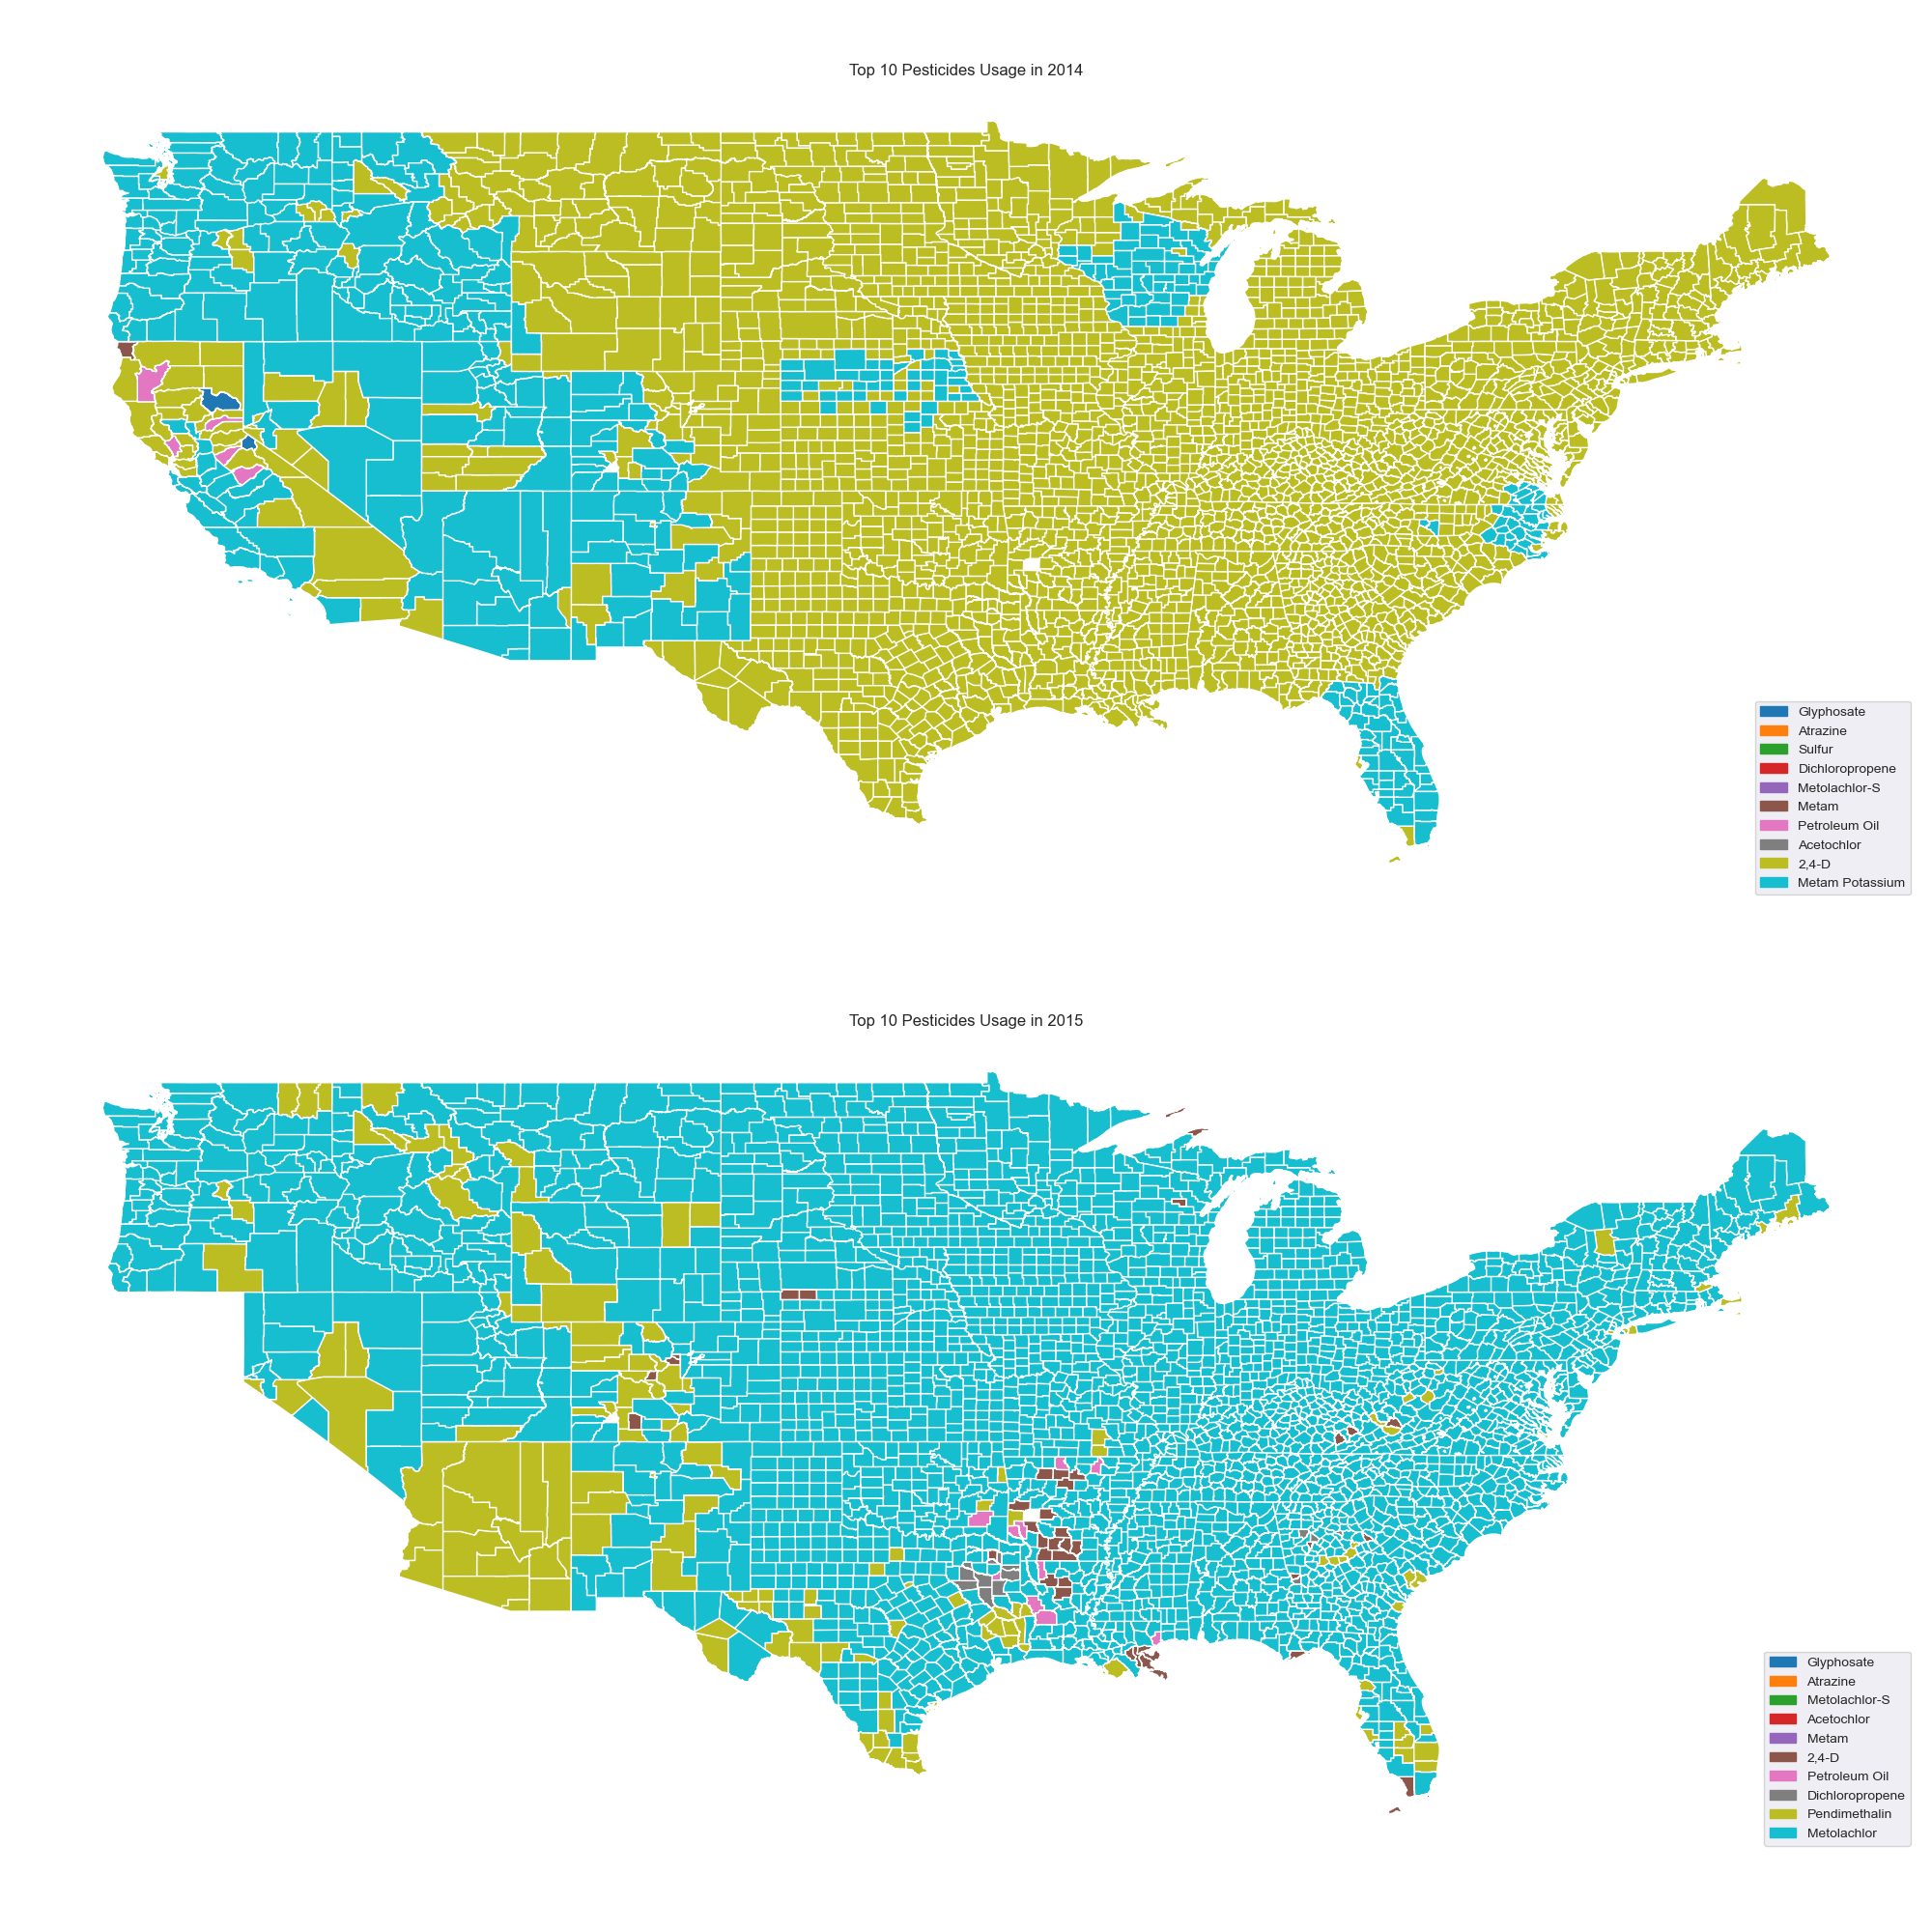 Top 10 Pesticides Usage in 2014
Glyphosate
Atrazine
Sulfur
Dichloropropene
Metolachlor-S
Metam
Petroleum Oil
Acetochlor
2,4-D
Metam Potassium
Top 10 Pesticides Usage in 2015
Glyphosate
Atrazine
Metolachlor-S
Acetochlor
Metam
2,4-D
Petroleum Oil
Dichloropropene
Pendimethalin
Metolachlor